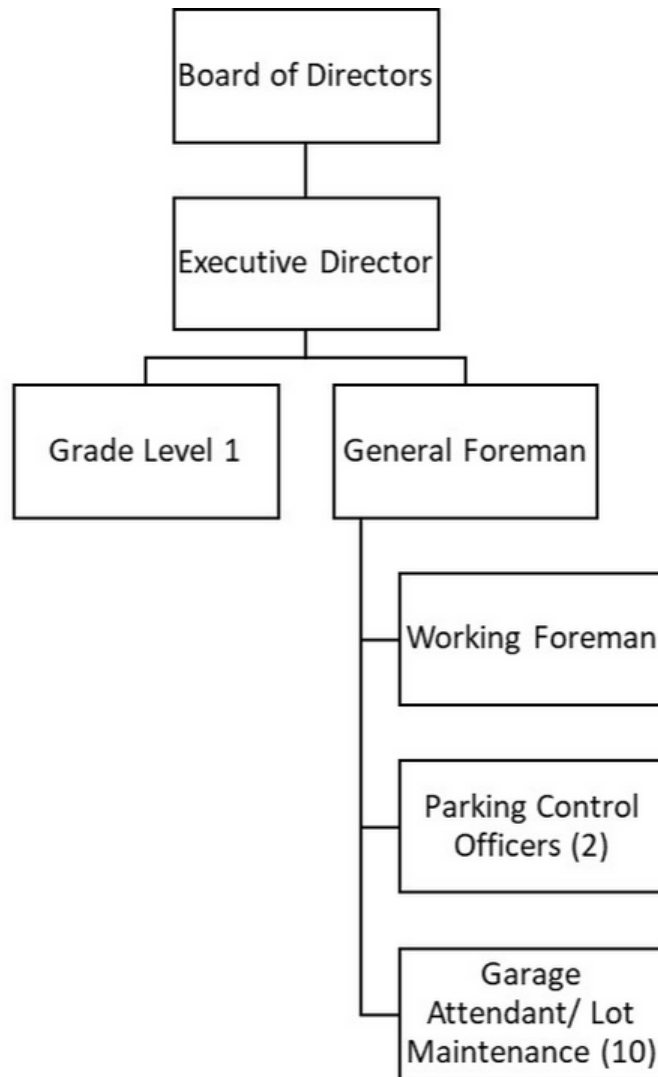 Board of Directors
Executive Director
Grade Level 1
General Foreman
Working Foreman
Parking Control
Officers (2)
Garage
Attendant/ Lot
Maintenance (10)